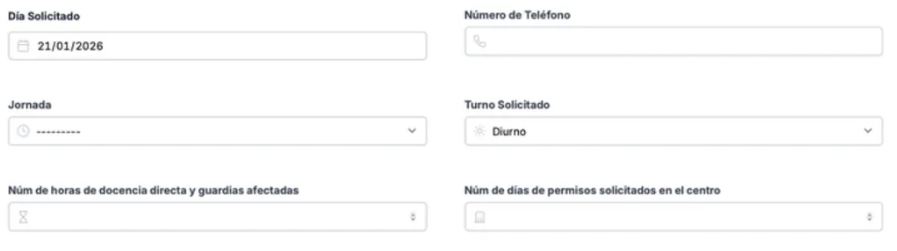 Día Solicitado
Número de Teléfono
21/01/2026
Jornada
Turno Solicitado
---------
Diurno
Núm de horas de docencia directa y guardias afectadas
Núm de días de permisos solicitados en el centro